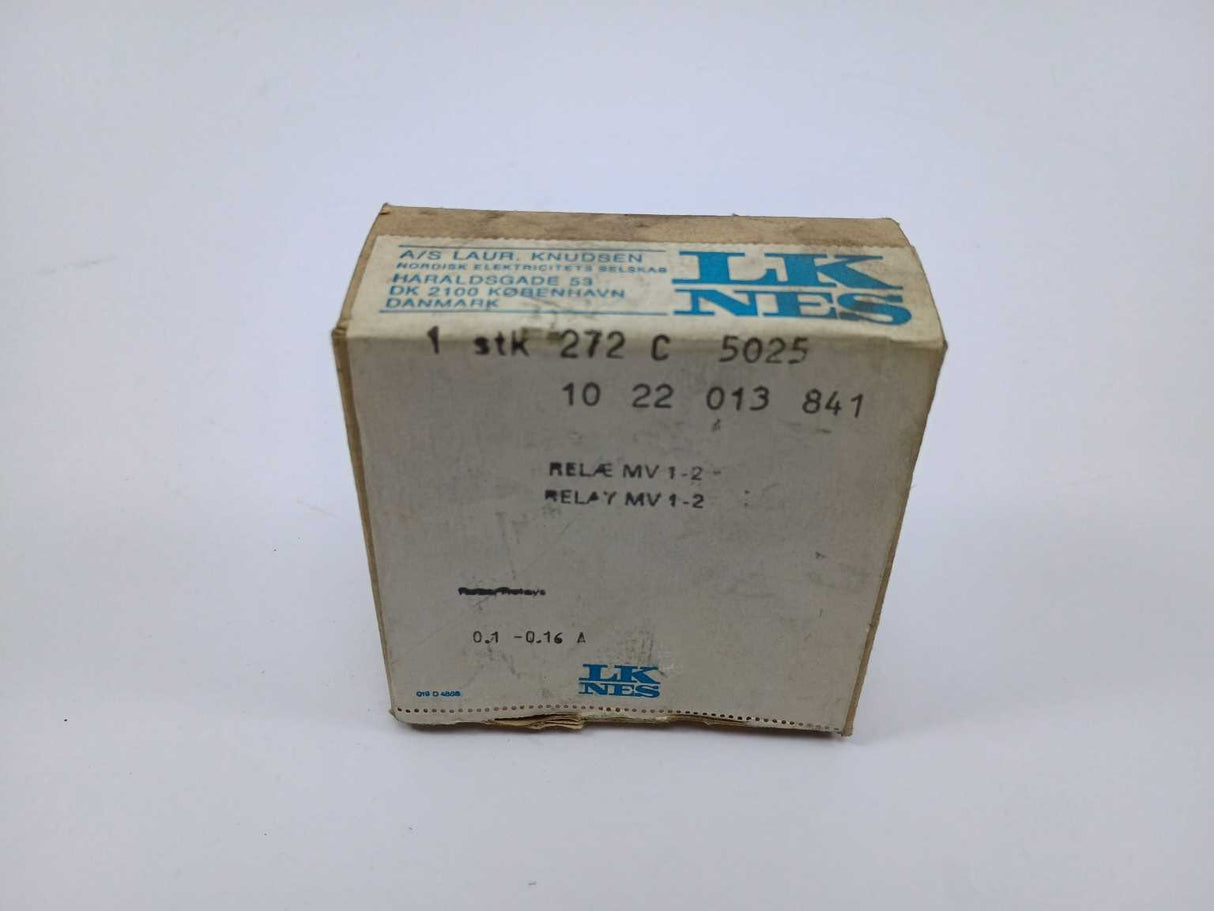 A/S LAUR. KNUDSEN
NORDISK ELEKTRICITETS SELSKAB
HARALDSGADE 53
DK 2100 KØBENHAVN
DANMARK
LK
NES
1 stk 272 C 5025
10 22 013 841
RELÆ MV 1-2
RELAY MV 1-2
0.1 -0.16 A
LK
NES
019 D